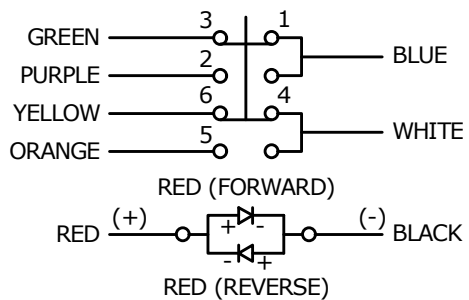 GREEN 3 1
PURPLE 2 BLUE
YELLOW 6 4
ORANGE 5 WHITE
RED (FORWARD)
RED (+) + - (-) BLACK
- +
RED (REVERSE)